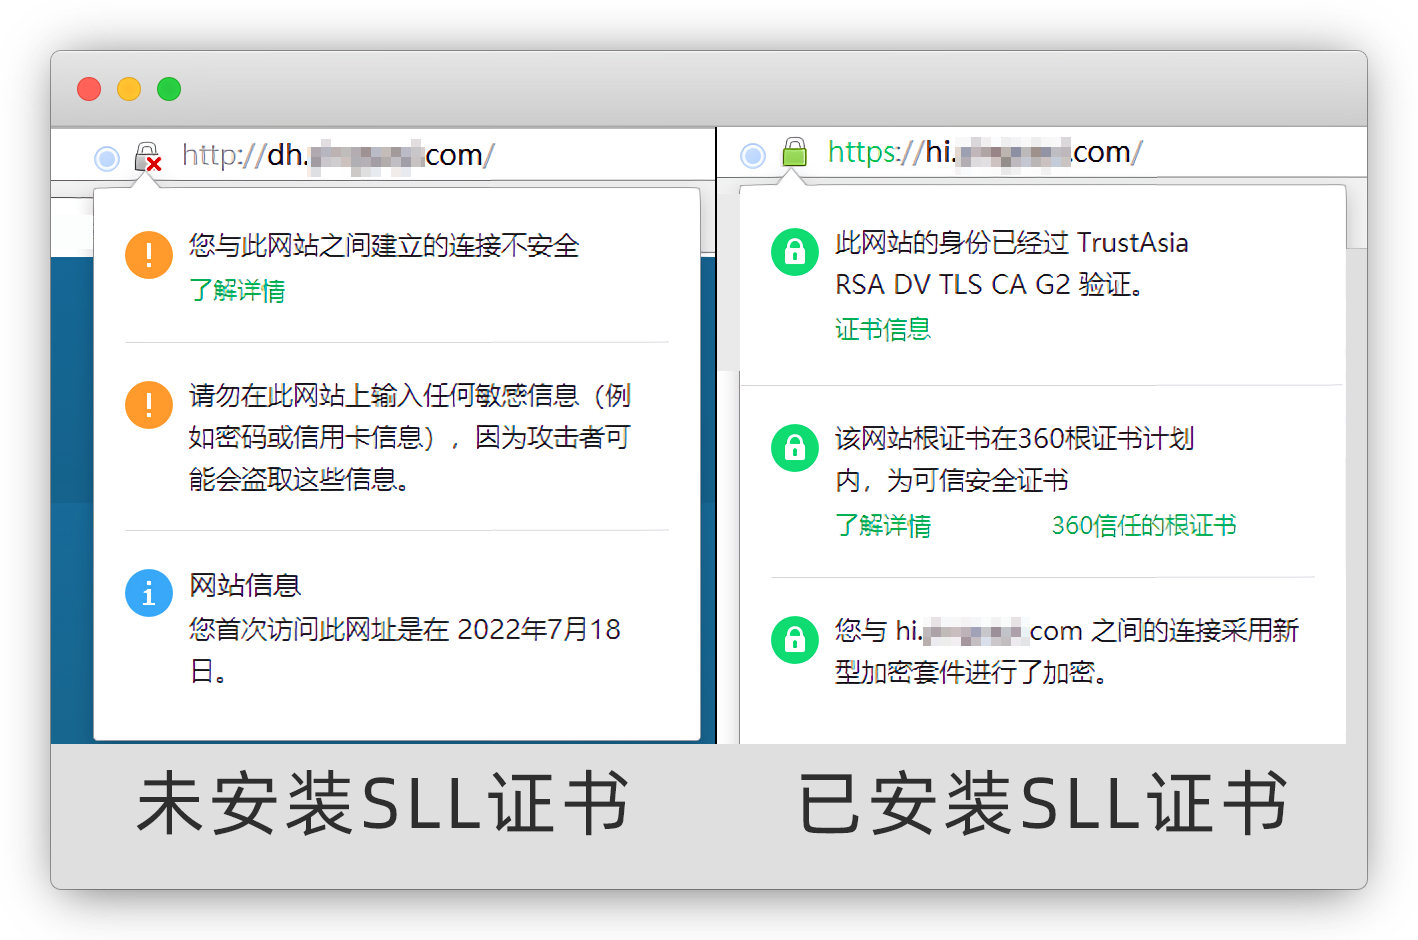 http://dh.
com/
您与此网站之间建立的连接不安全
了解详情
请勿在此网站上输入任何敏感信息（例
如密码或信用卡信息），因为攻击者可
能会盗取这些信息。
网站信息
您首次访问此网址是在 2022年7月18
日。
未安装SLL证书
https://hi.
.com/
此网站的身份已经过 TrustAsia
RSA DV TLS CA G2 验证。
证书信息
该网站根证书在360根证书计划
内，为可信安全证书
了解详情
360信任的根证书
您与 hi.
com 之间的连接采用新
型加密套件进行了加密。
已安装SLL证书